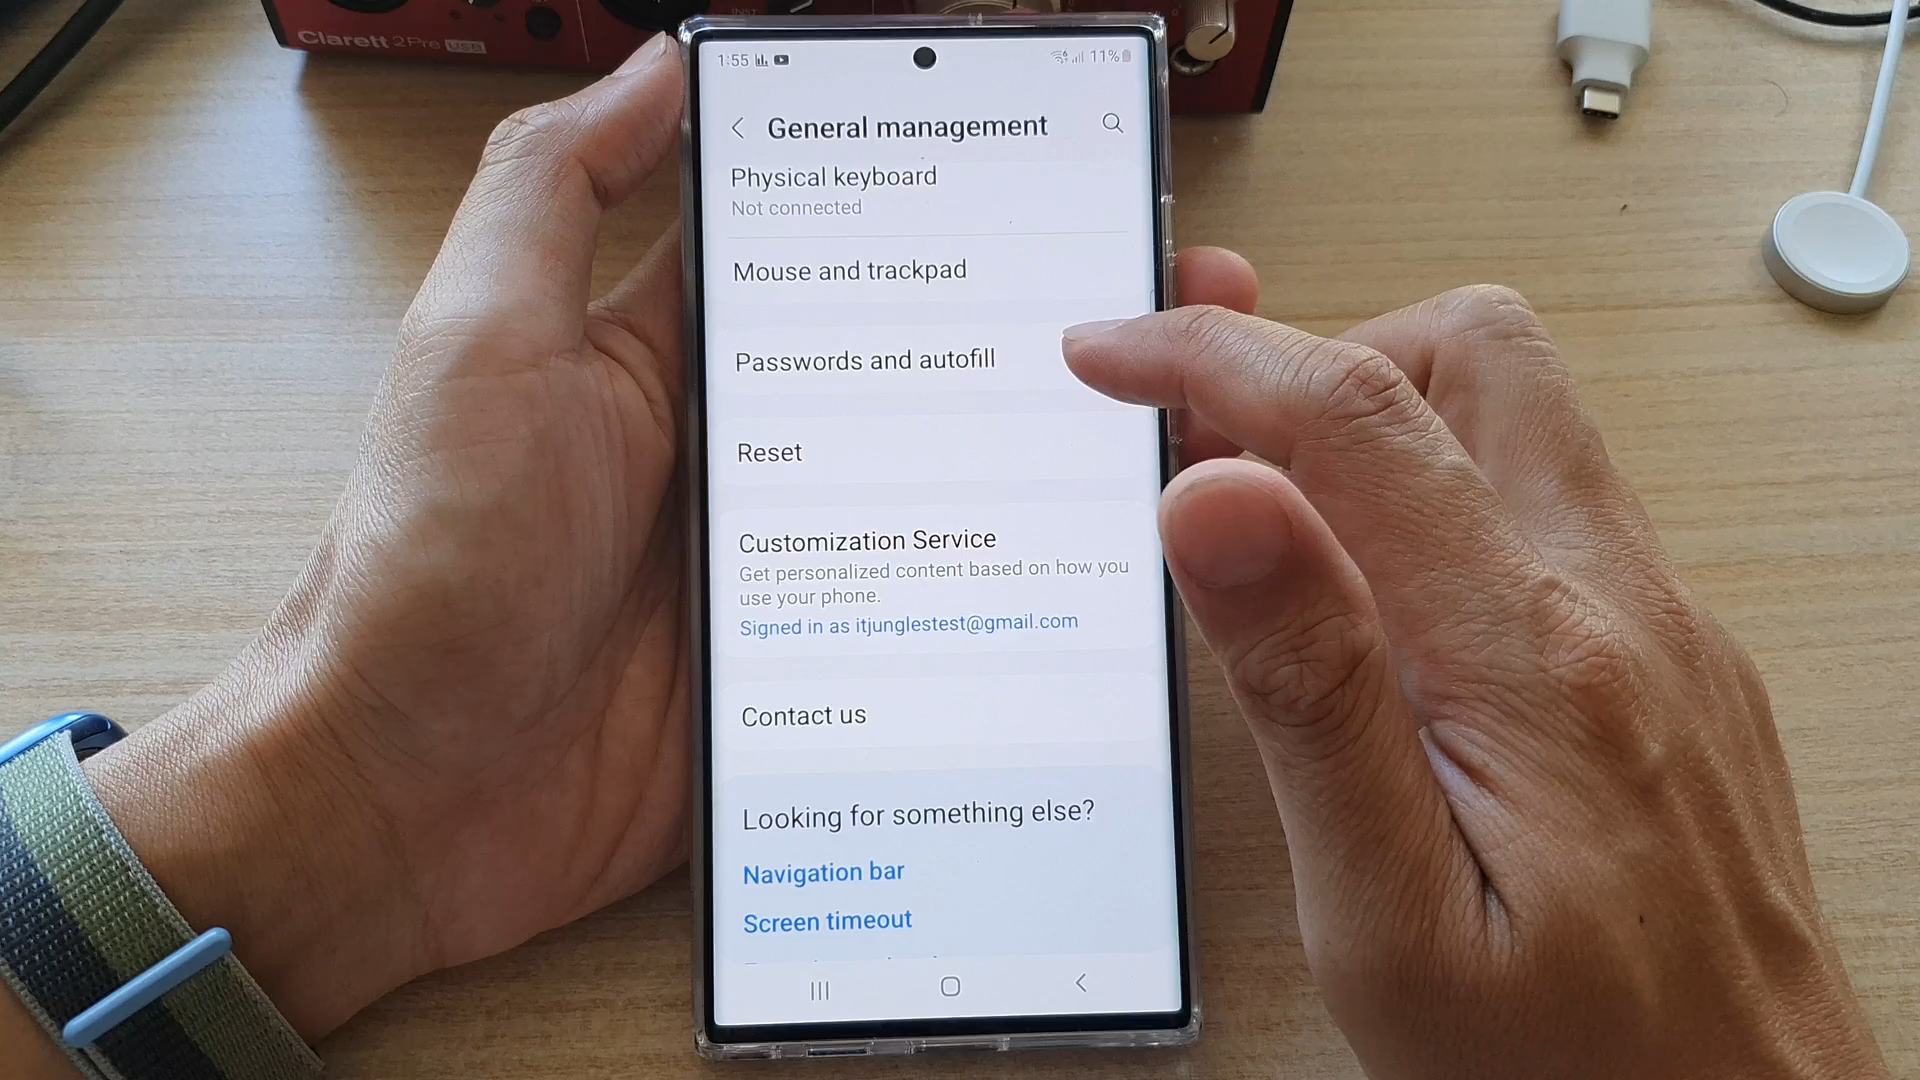 Clarett 2Pre USB
INST
1:55
11%
General management
Physical keyboard
Not connected
Mouse and trackpad
Passwords and autofill
Reset
Customization Service
Get personalized content based on how you
use your phone.
Signed in as itjunglestest@gmail.com
Contact us
Looking for something else?
Navigation bar
Screen timeout